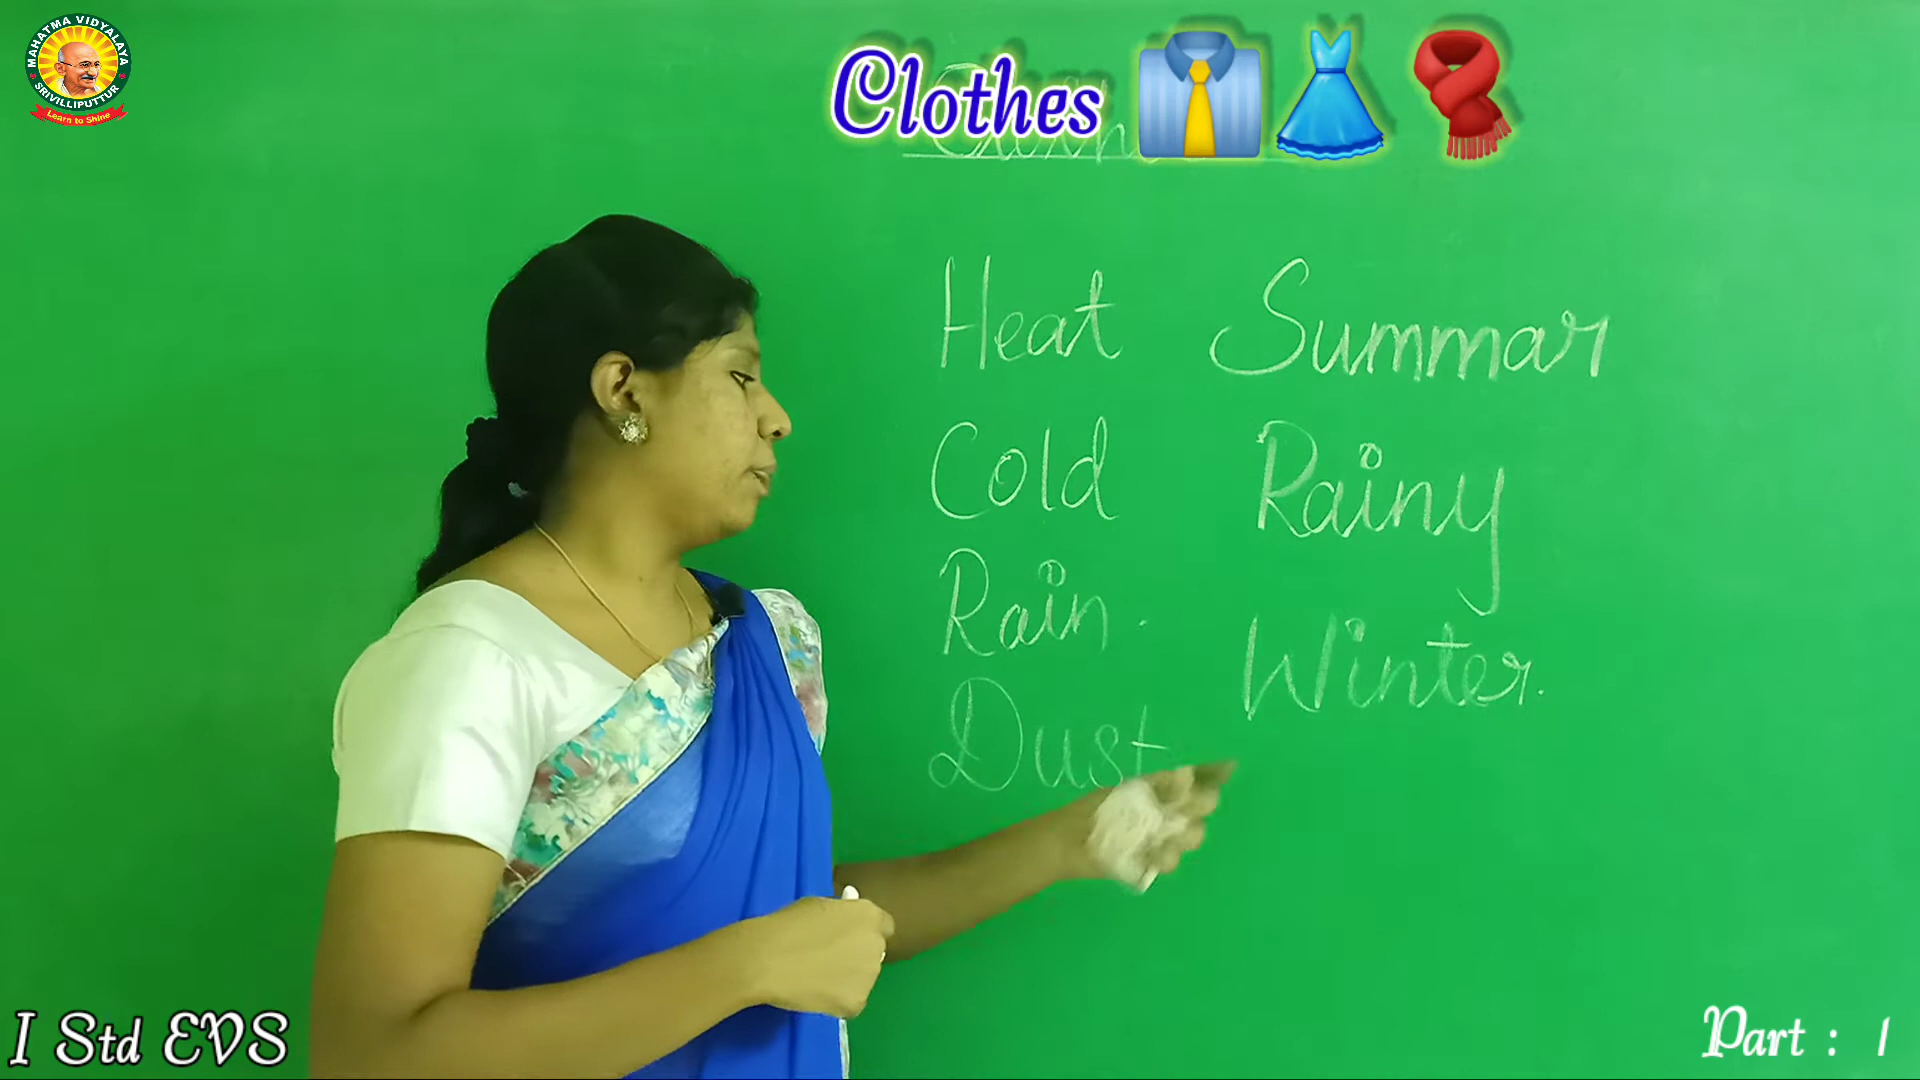 MAHATMA VIDYALAYA
SRIVILLIPUTTUR
Learn to Shine
Clothes
Heat Summar
Cold Rainy
Rain.
Winter.
Dust
I Std EVS
Part : 1